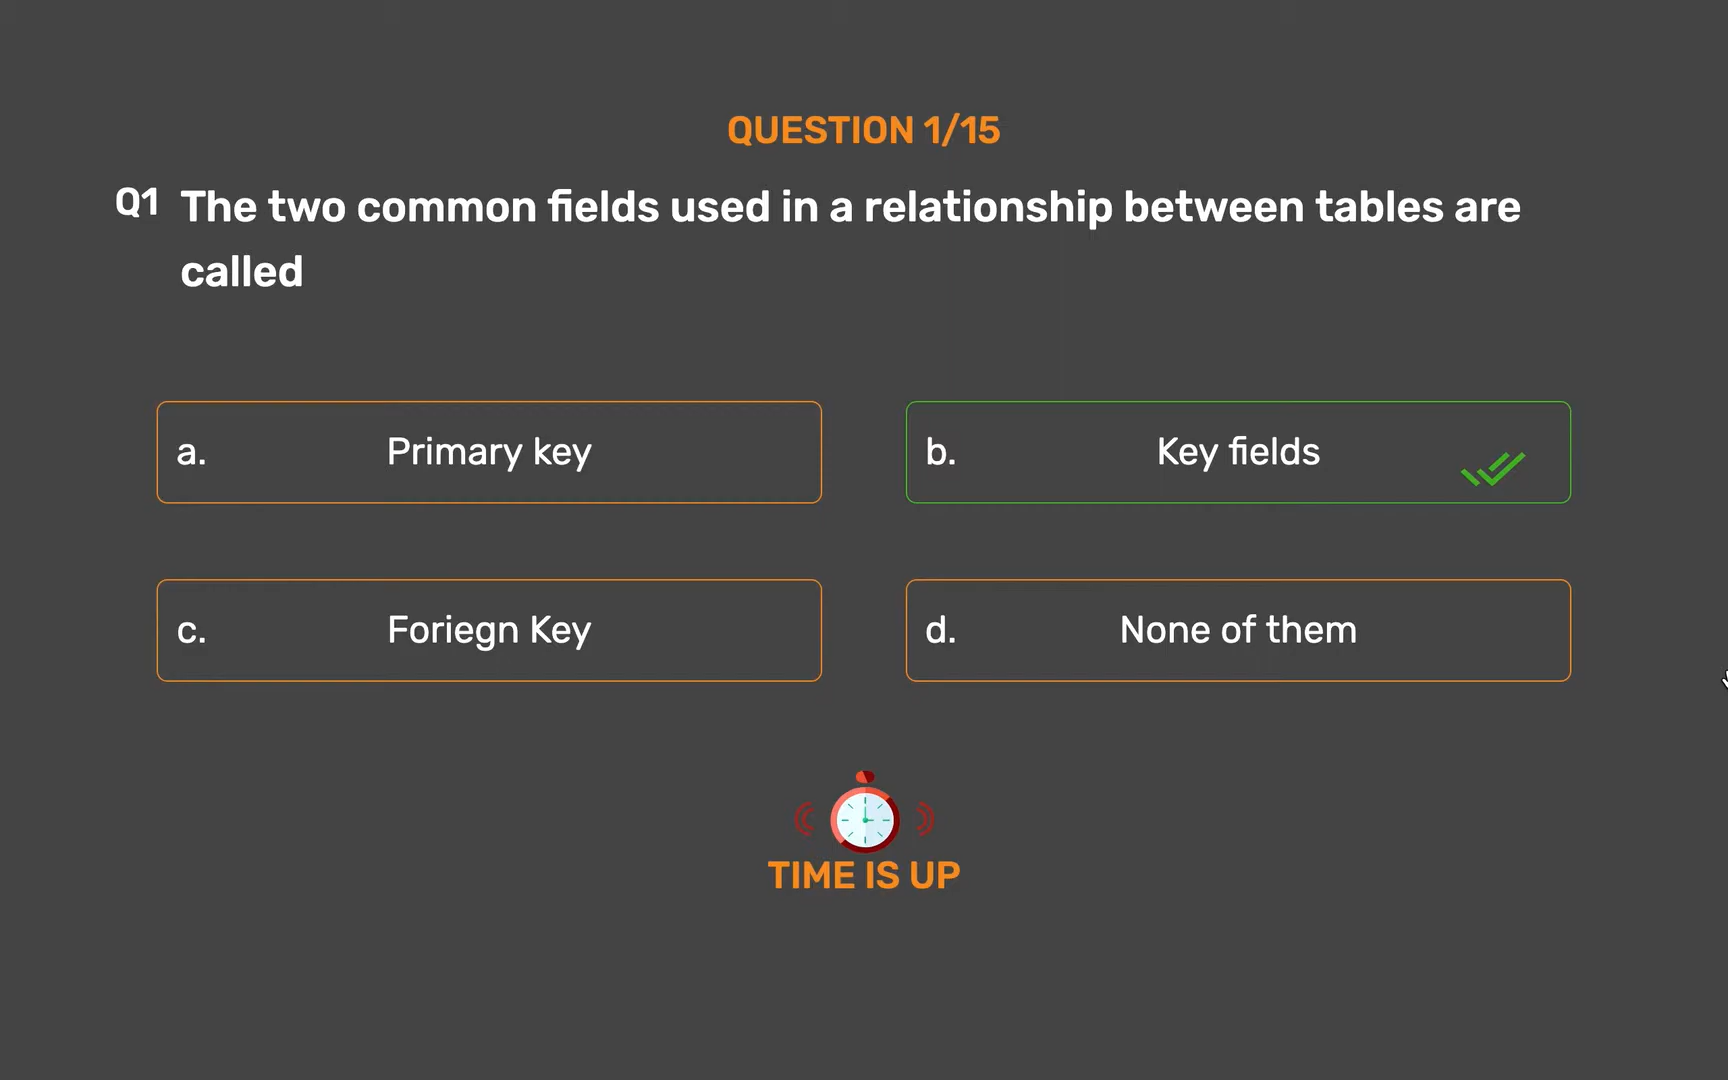 QUESTION 1/15
Q1 The two common fields used in a relationship between tables are
called
a. Primary key
b. Key fields
c. Foriegn Key
d. None of them
TIME IS UP